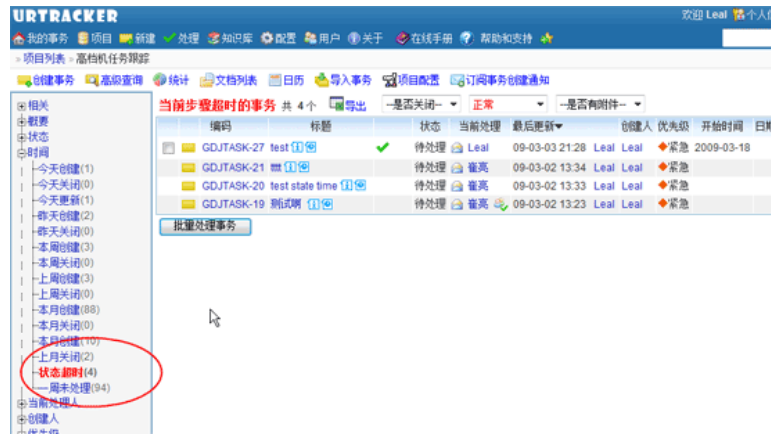 URTRACKER 欢迎 Leal 个人信
我的事务 项目 新建 处理 知识库 配置 用户 关于 在线手册 帮助和支持
» 项目列表 » 高档机任务跟踪
创建事务 高级查询 统计 文档列表 日历 导入事务 项目配置 订阅事务创建通知
当前步骤超时的事务 共 4个 导出 --是否关闭-- 正常 --是否有附件--
编码 标题 状态 当前处理 最后更新 创建人 优先级 开始时间 日期
GDJTASK-27 test 待处理 Leal 09-03-03 21:28 Leal Leal 紧急 2009-03-18
GDJTASK-21 tttt 待处理 崔亮 09-03-02 13:34 Leal Leal 紧急
GDJTASK-20 test state time 待处理 崔亮 09-03-02 13:33 Leal Leal 紧急
GDJTASK-19 测试啊 待处理 崔亮 09-03-02 13:23 Leal Leal 紧急
批量处理事务
相关
概要
状态
时间
今天创建(1)
今天关闭(0)
今天更新(1)
昨天创建(2)
昨天关闭(0)
本周创建(3)
本周关闭(0)
上周创建(3)
上周关闭(0)
本月创建(88)
本月关闭(0)
本月创建(10)
上月关闭(2)
状态超时(4)
一周未处理(94)
当前处理人
创建人
优先级